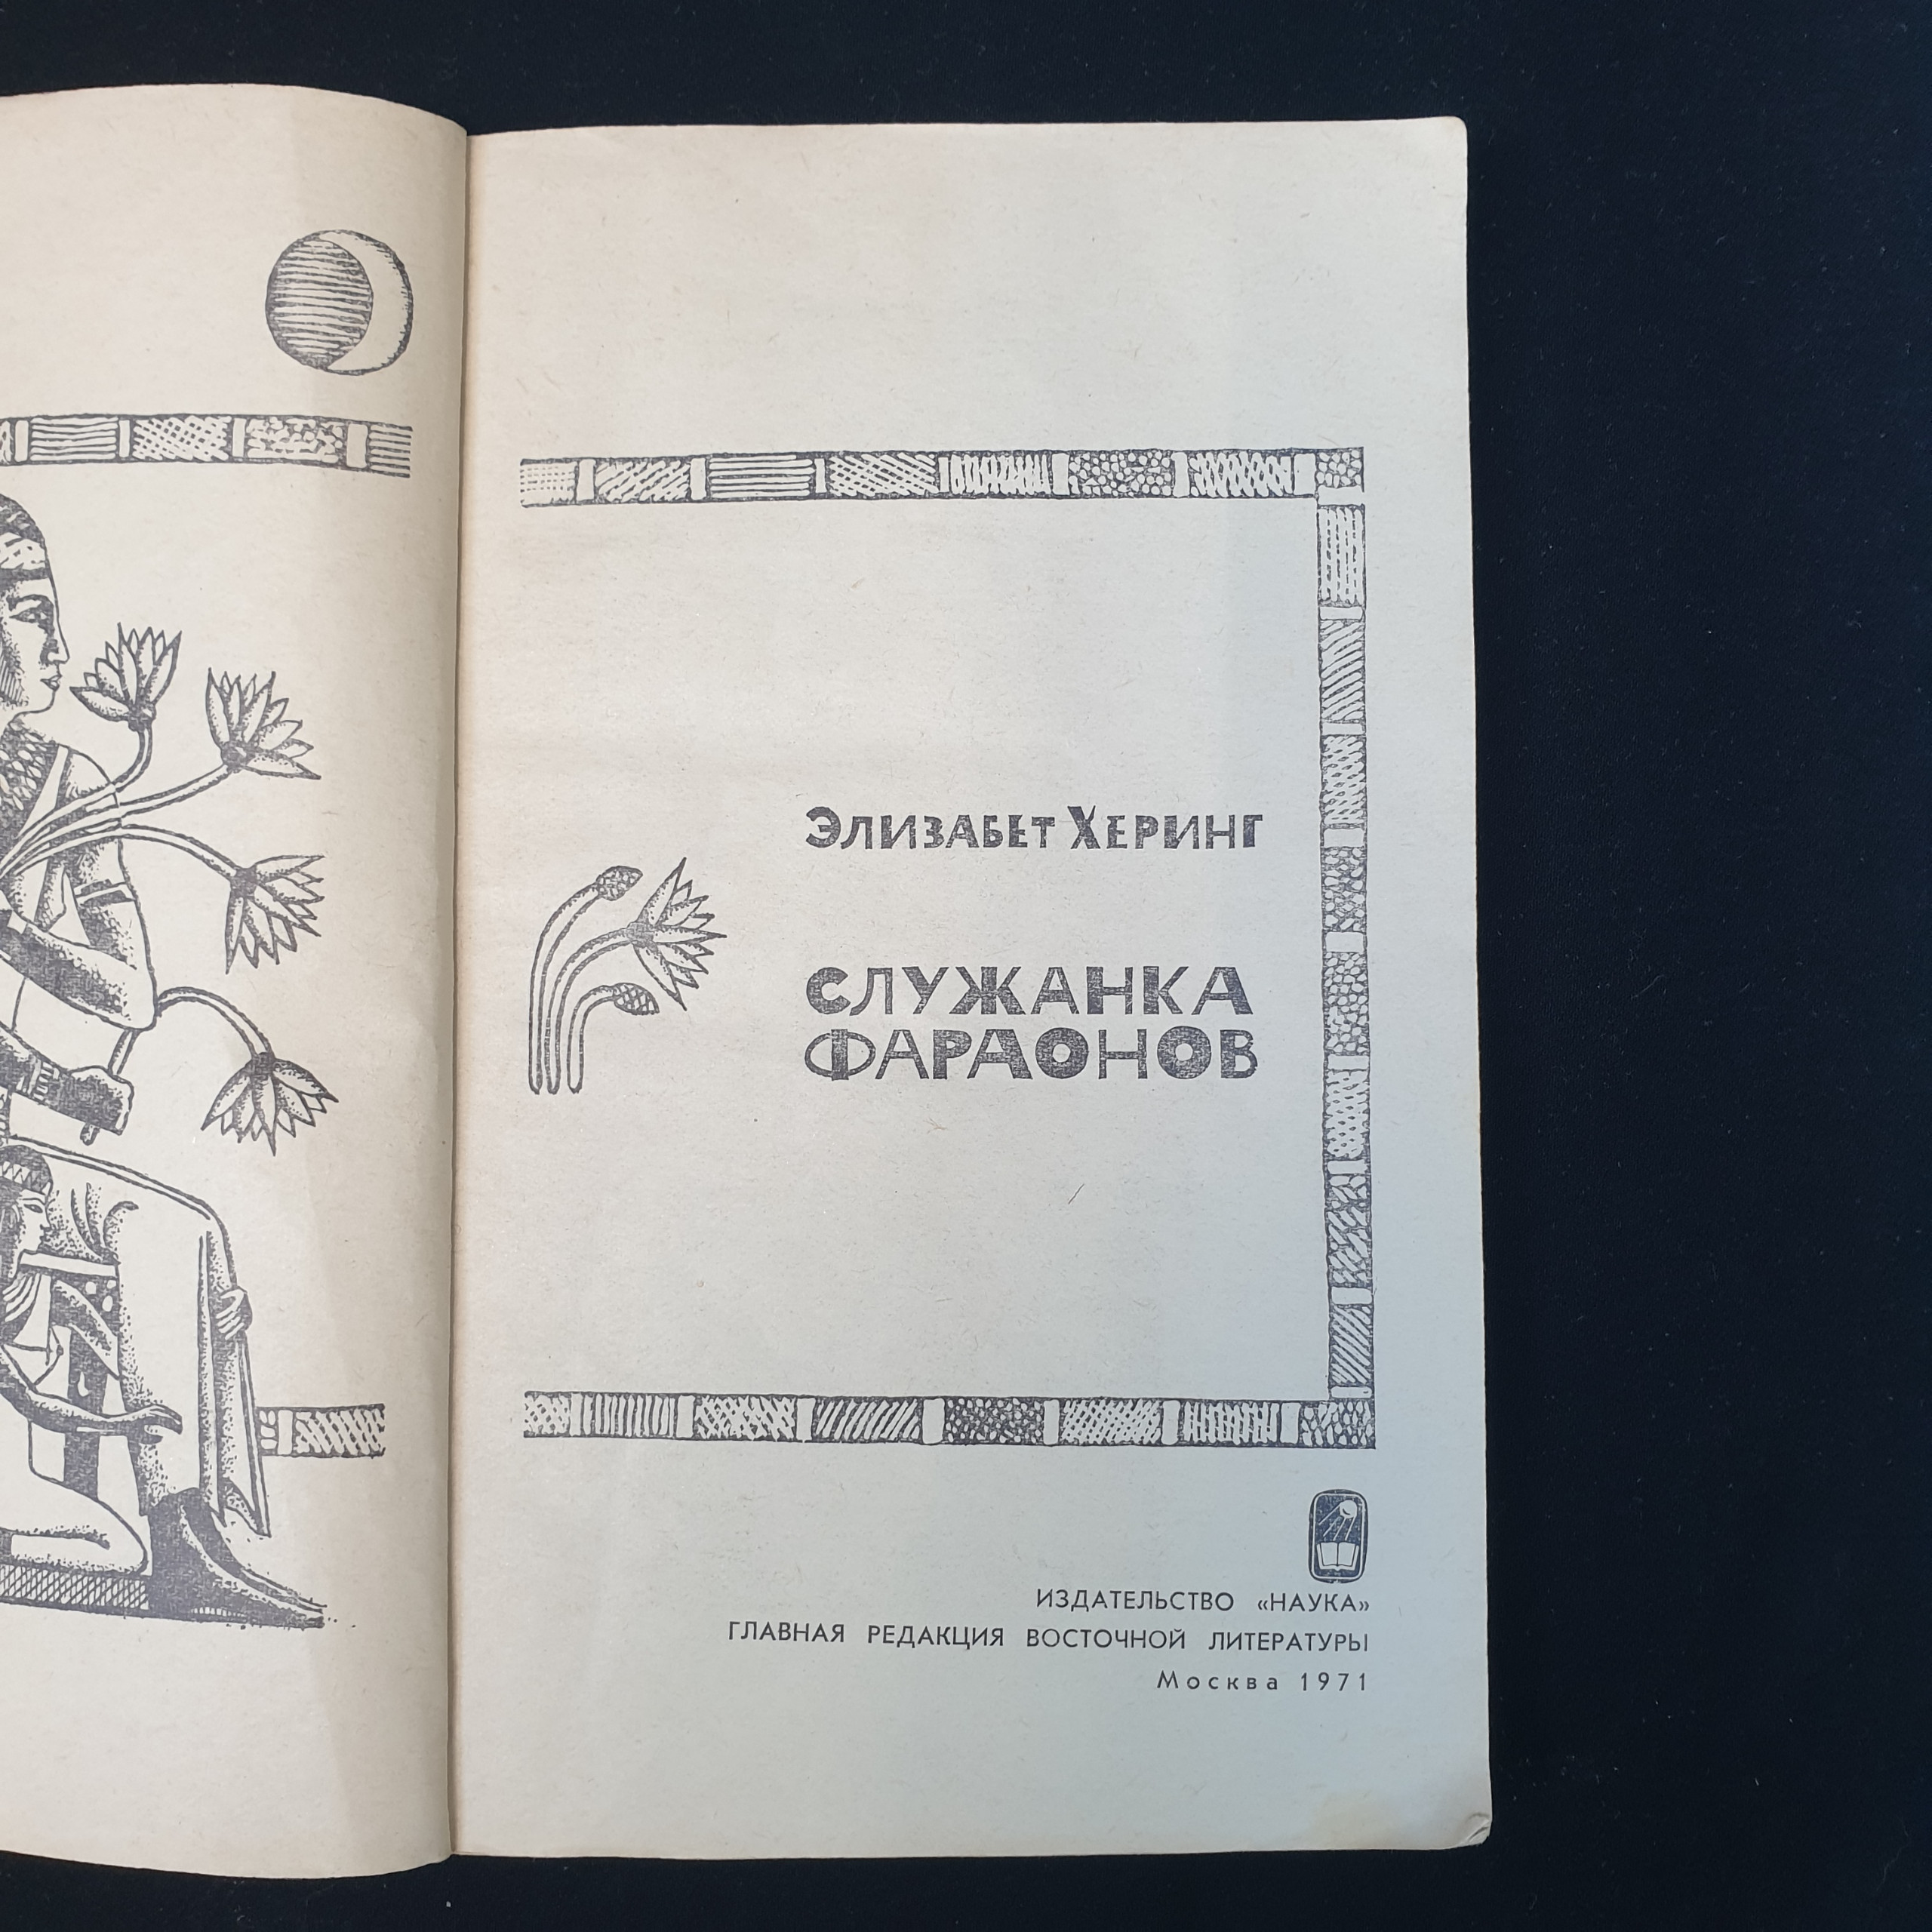 Элизабет Херинг
СЛУЖАНКА
ФАРАОНОВ
ИЗДАТЕЛЬСТВО «НАУКА»
ГЛАВНАЯ РЕДАКЦИЯ ВОСТОЧНОЙ ЛИТЕРАТУРЫ
Москва 1971